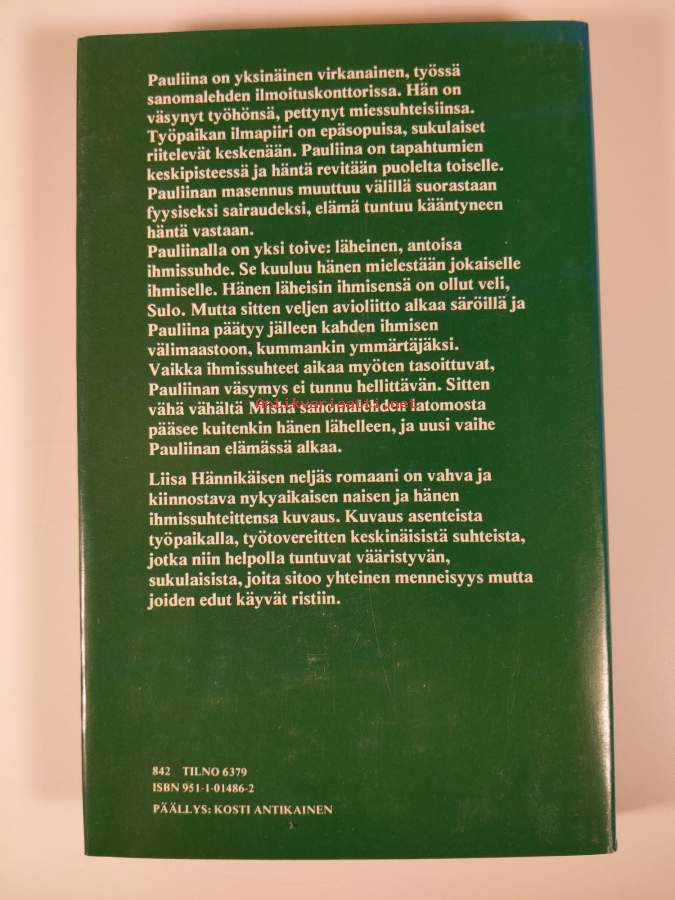 Pauliina on yksinäinen virkanainen, työssä
sanomalehden ilmoituskonttorissa. Hän on
väsynyt työhönsä, pettynyt miessuhteisiinsa.
Työpaikan ilmapiiri on epäsopuisa, sukulaiset
riitelevät keskenään. Pauliina on tapahtumien
keskipisteessä ja häntä revitään puolelta toiselle.
Pauliinan masennus muuttuu välillä suorastaan
fyysiseksi sairaudeksi, elämä tuntuu kääntyneen
häntä vastaan.
Pauliinalla on yksi toive: läheinen, antoisa
ihmissuhde. Se kuuluu hänen mielestään jokaiselle
ihmiselle. Hänen läheisin ihmisensä on ollut veli,
Sulo. Mutta sitten veljen avioliitto alkaa säröillä ja
Pauliina päätyy jälleen kahden ihmisen
välimaastoon, kummankin ymmärtäjäksi.
Vaikka ihmissuhteet aikaa myöten tasoittuvat,
Pauliinan väsymys ei tunnu hellittävän. Sitten
vähä vähältä Misha sanomalehden latomosta
Antikvariaatti.net
pääsee kuitenkin hänen lähelleen, ja uusi vaihe
Pauliinan elämässä alkaa.
Liisa Hännikäisen neljäs romaani on vahva ja
kiinnostava nykyaikaisen naisen ja hänen
ihmissuhteittensa kuvaus. Kuvaus asenteista
työpaikalla, työtovereitten keskinäisistä suhteista,
jotka niin helpolla tuntuvat vääristyvän,
sukulaisista, joita sitoo yhteinen menneisyys mutta
joiden edut käyvät ristiin.
842 TILNO 6379
ISBN 951-1-01486-2
PÄÄLLYS: KOSTI ANTIKAINEN